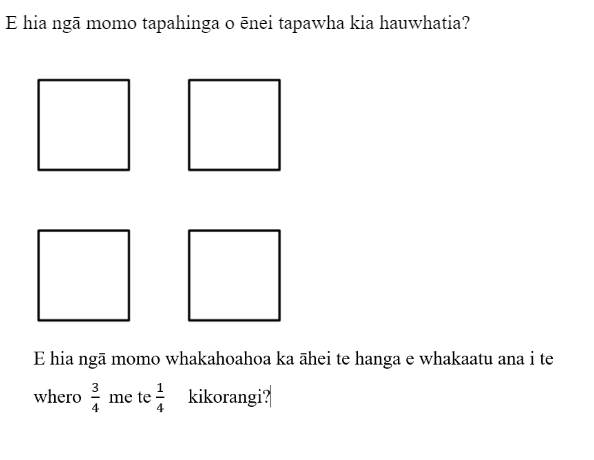 E hia ngā momo tapahinga o ēnei tapawha kia hauwhatia?
E hia ngā momo whakahoahoa ka āhei te hanga e whakaatu ana i te
whero 3/4 me te 1/4 kikorangi?